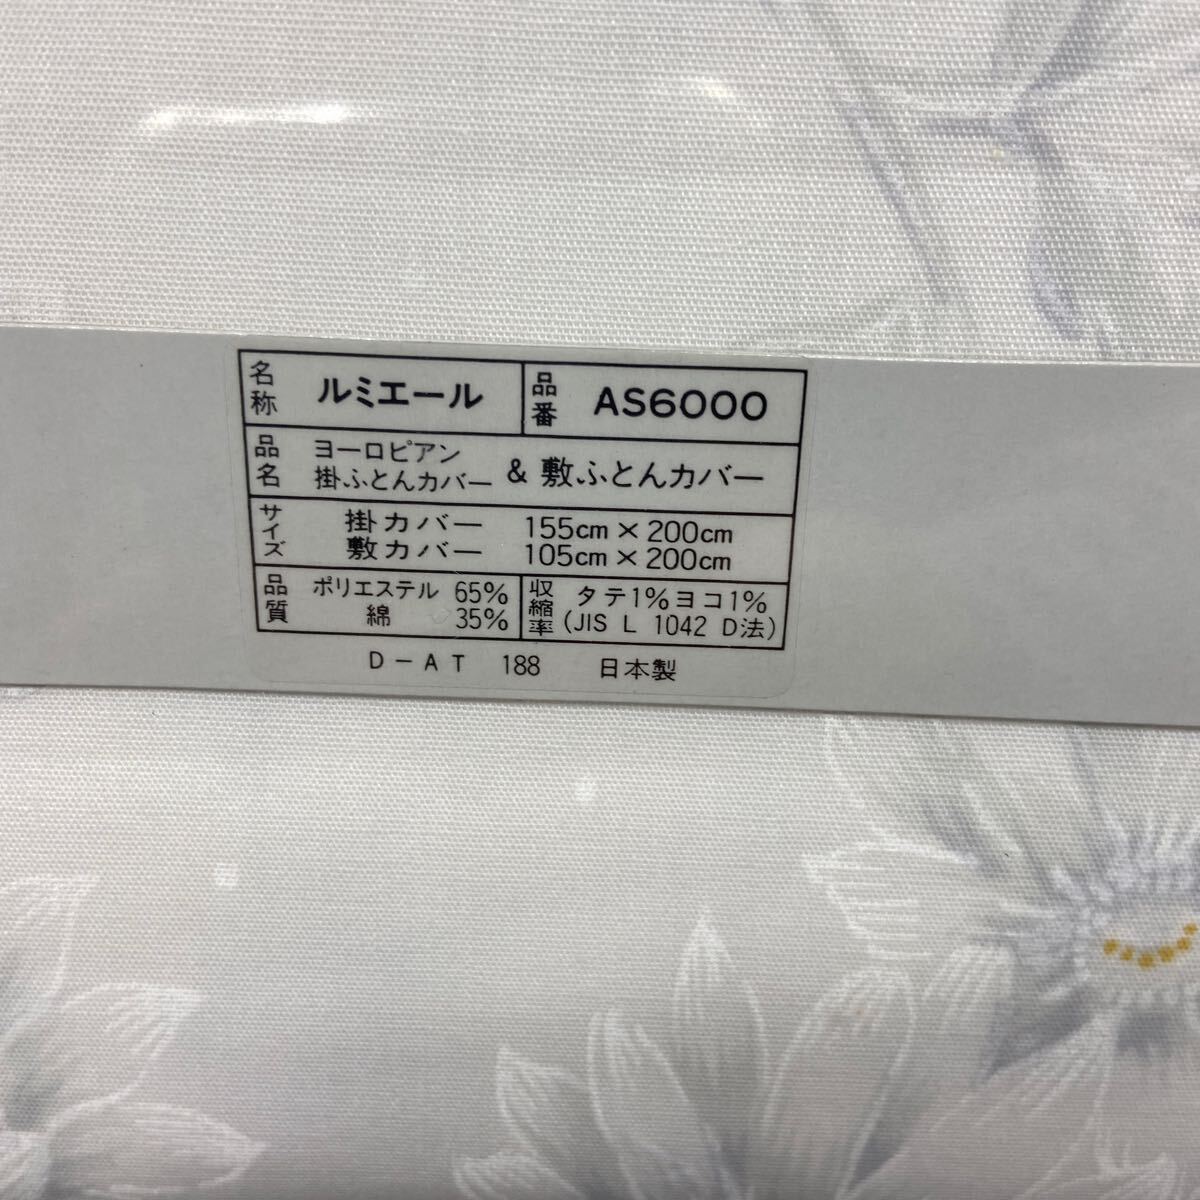 名称 ルミエール 品番 AS6000
品名 ヨーロピアン掛ふとんカバー & 敷ふとんカバー
サイズ 掛カバー 155cm×200cm
敷カバー 105cm×200cm
品質 ポリエステル 65% 収縮率 タテ1%ヨコ1%
綿 35% (JIS L 1042 D法)
D-AT 188 日本製